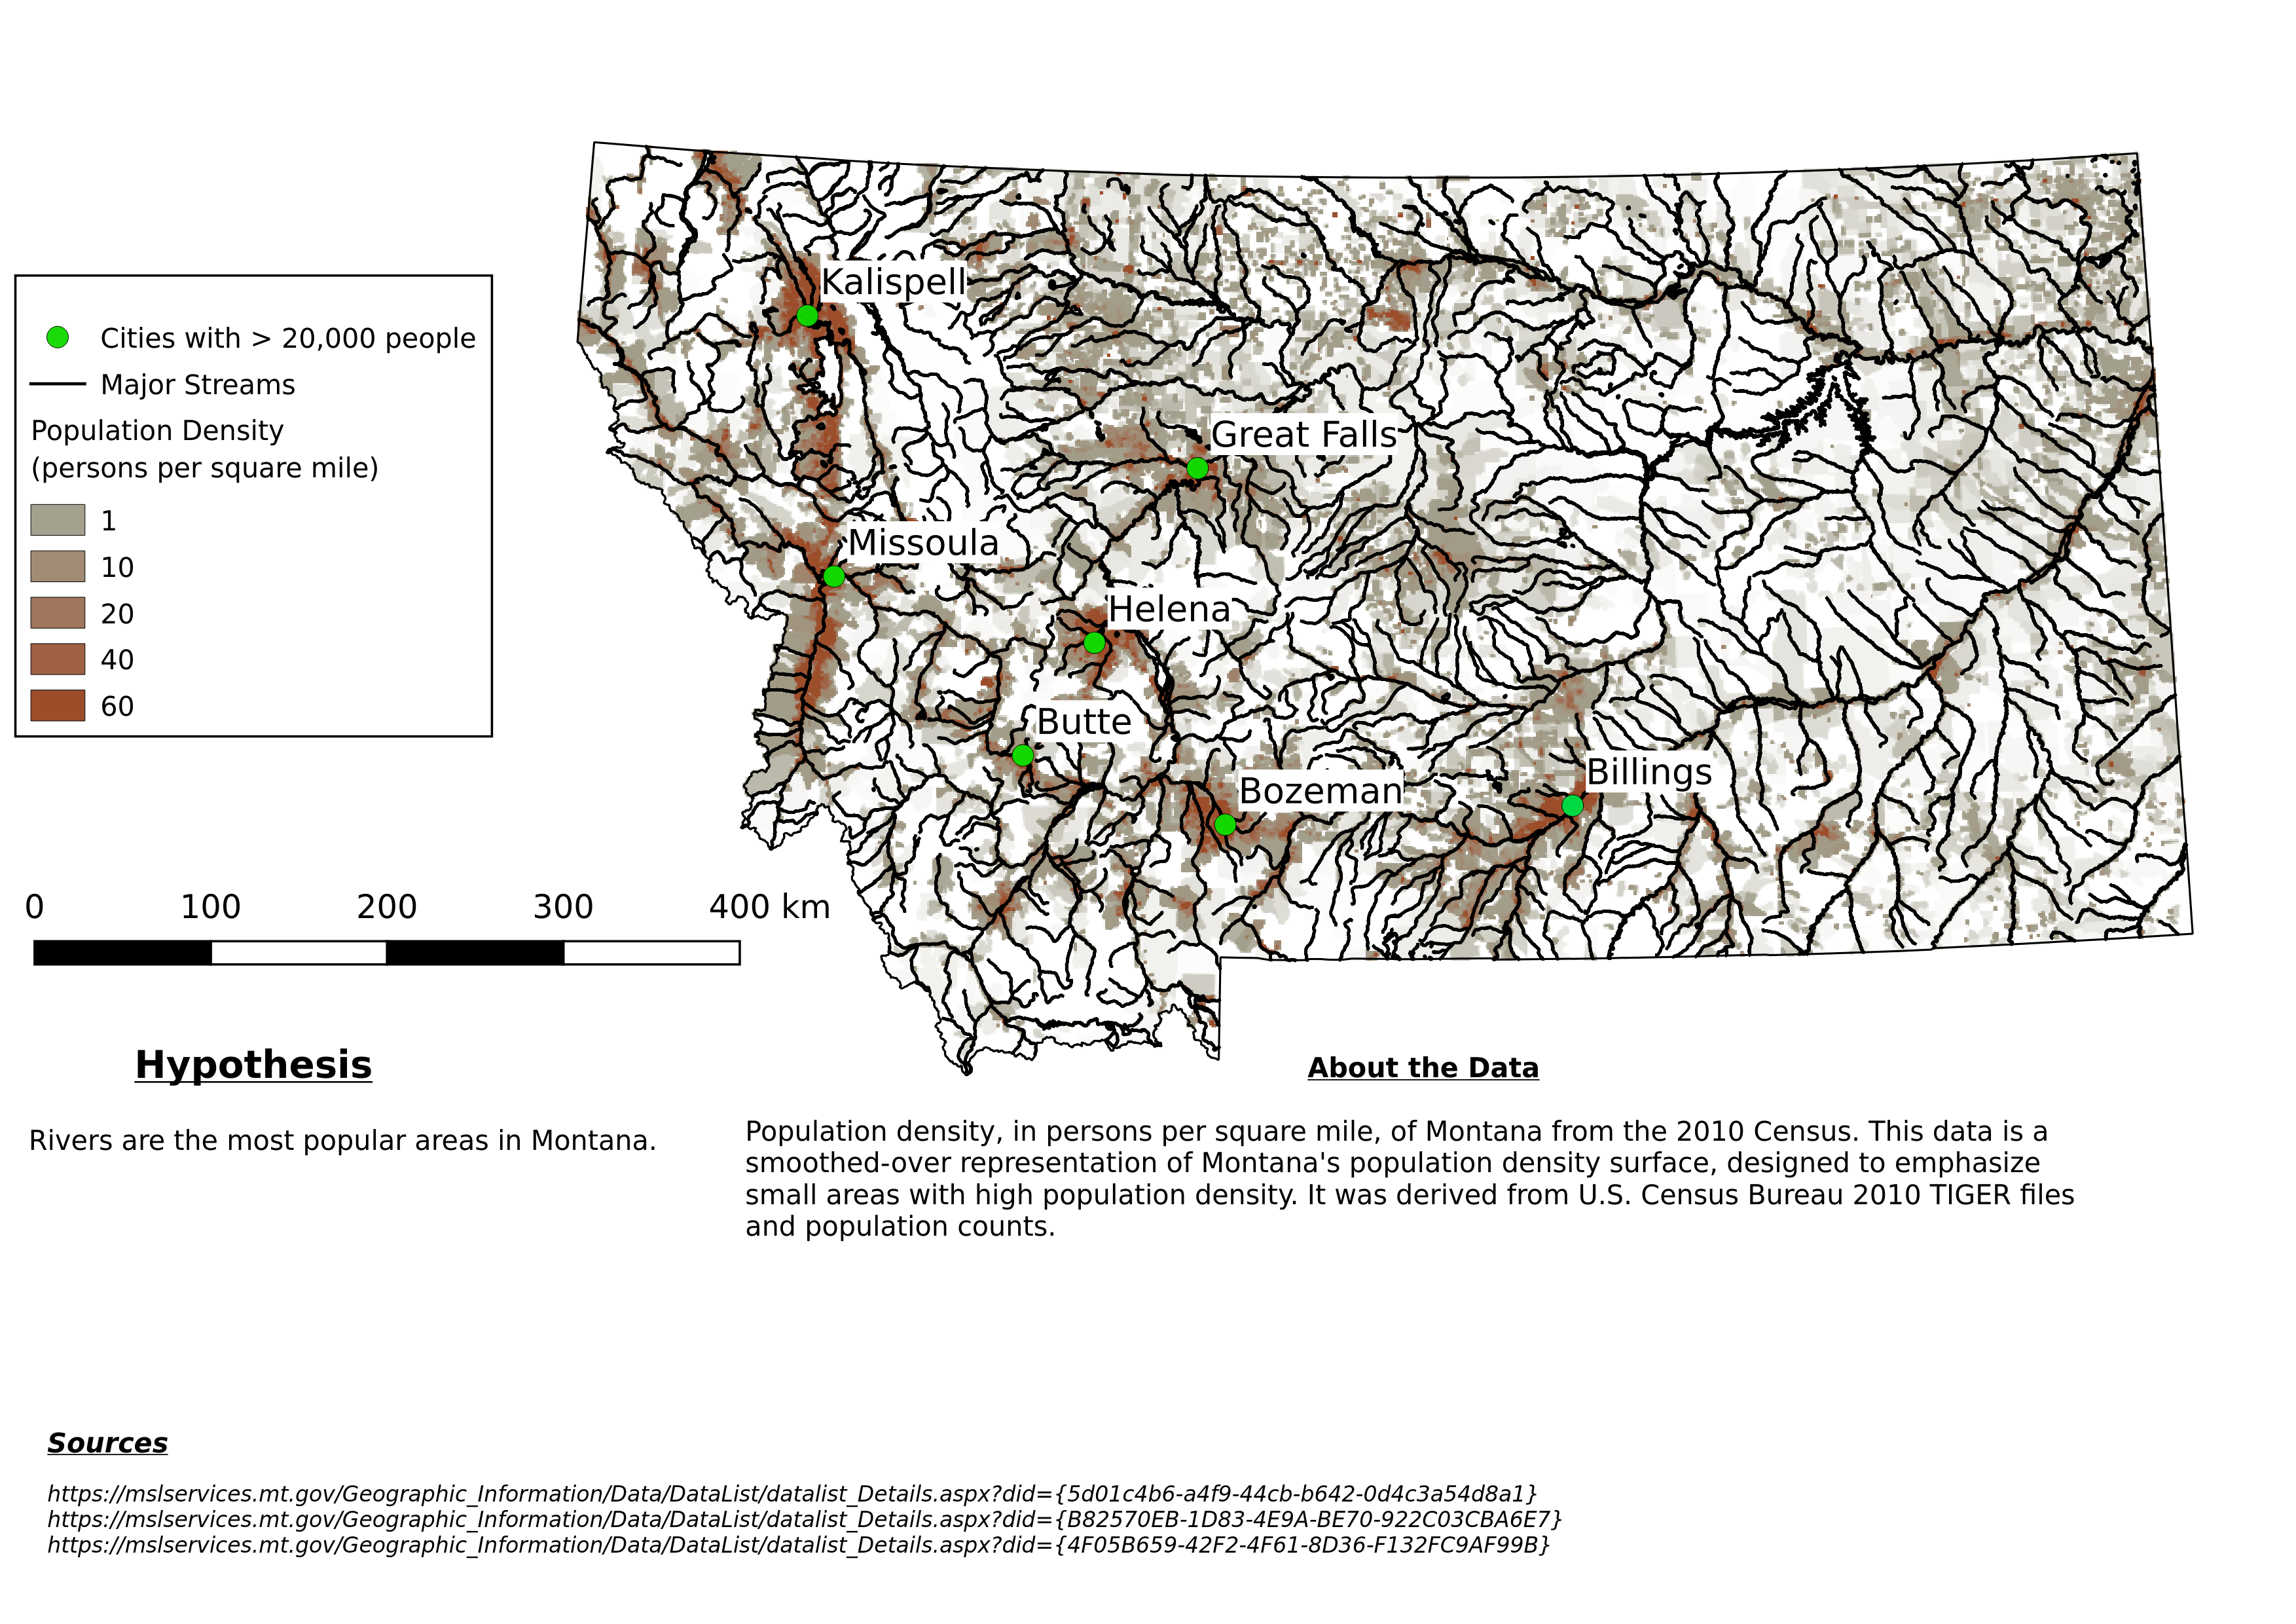 Kalispell
Great Falls
Missoula
Helena
Butte
Bozeman
Billings
Cities with > 20,000 people
Major Streams
Population Density
(persons per square mile)
1
10
20
40
60
0 100 200 300 400 km
Hypothesis
Rivers are the most popular areas in Montana.
About the Data
Population density, in persons per square mile, of Montana from the 2010 Census. This data is a
smoothed-over representation of Montana's population density surface, designed to emphasize
small areas with high population density. It was derived from U.S. Census Bureau 2010 TIGER files
and population counts.
Sources
https://mslservices.mt.gov/Geographic_Information/Data/DataList/datalist_Details.aspx?did={5d01c4b6-a4f9-44cb-b642-0d4c3a54d8a1}
https://mslservices.mt.gov/Geographic_Information/Data/DataList/datalist_Details.aspx?did={B82570EB-1D83-4E9A-BE70-922C03CBA6E7}
https://mslservices.mt.gov/Geographic_Information/Data/DataList/datalist_Details.aspx?did={4F05B659-42F2-4F61-8D36-F132FC9AF99B}